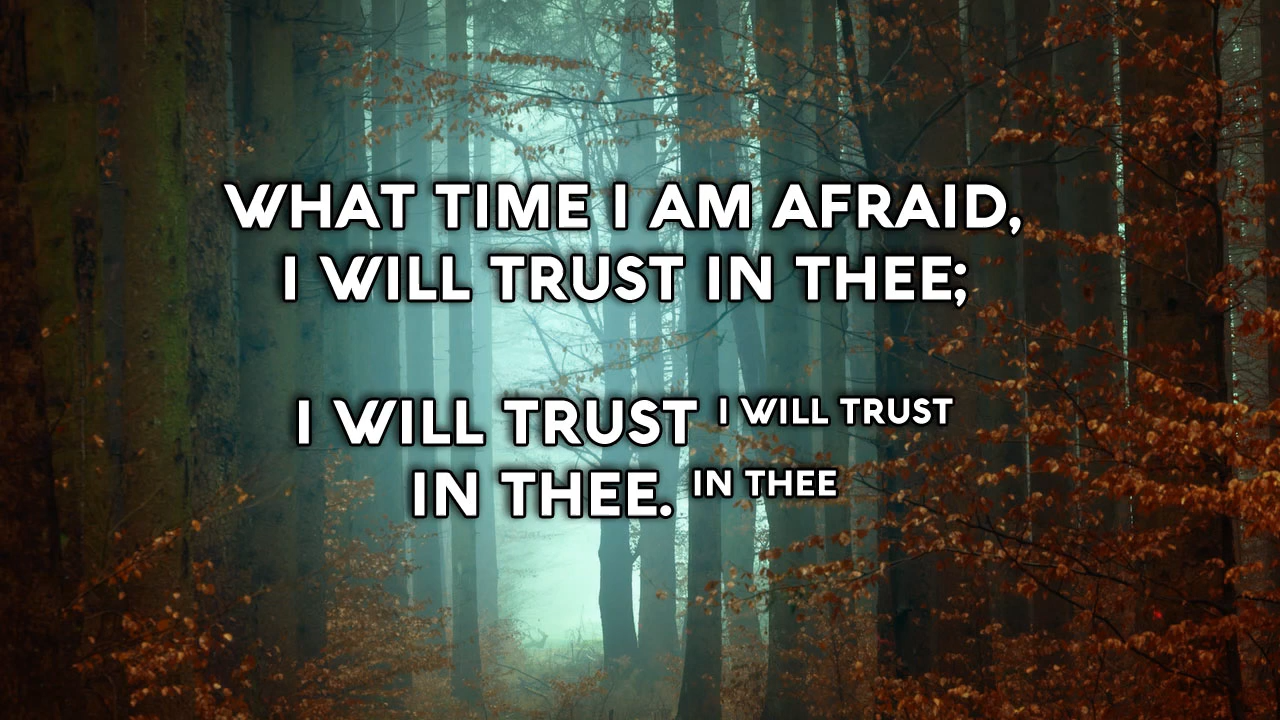 WHAT TIME I AM AFRAID,
I WILL TRUST IN THEE;
I WILL TRUST I WILL TRUST
IN THEE. IN THEE